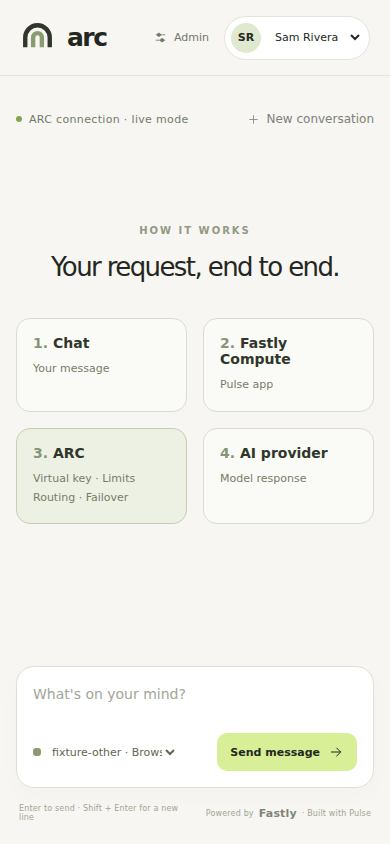 arc
Admin
SR
Sam Rivera
ARC connection · live mode
New conversation
HOW IT WORKS
Your request, end to end.
1. Chat
Your message
2. Fastly
Compute
Pulse app
3. ARC
Virtual key · Limits
Routing · Failover
4. AI provider
Model response
What's on your mind?
fixture-other · Brows
Send message
Enter to send · Shift + Enter for a new
line
Powered by Fastly · Built with Pulse